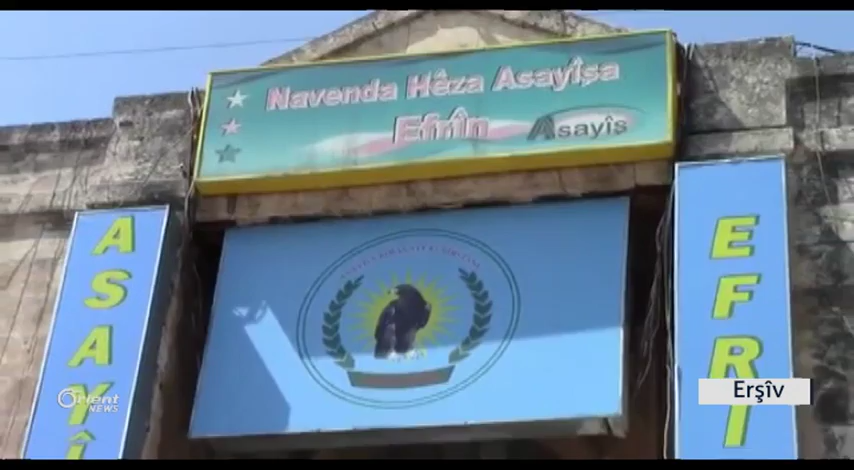 Navenda Hêza Asayîşa
Efrîn
Asayîş
ASAYÎ
EFRÎ
Orient
NEWS
Erşîv